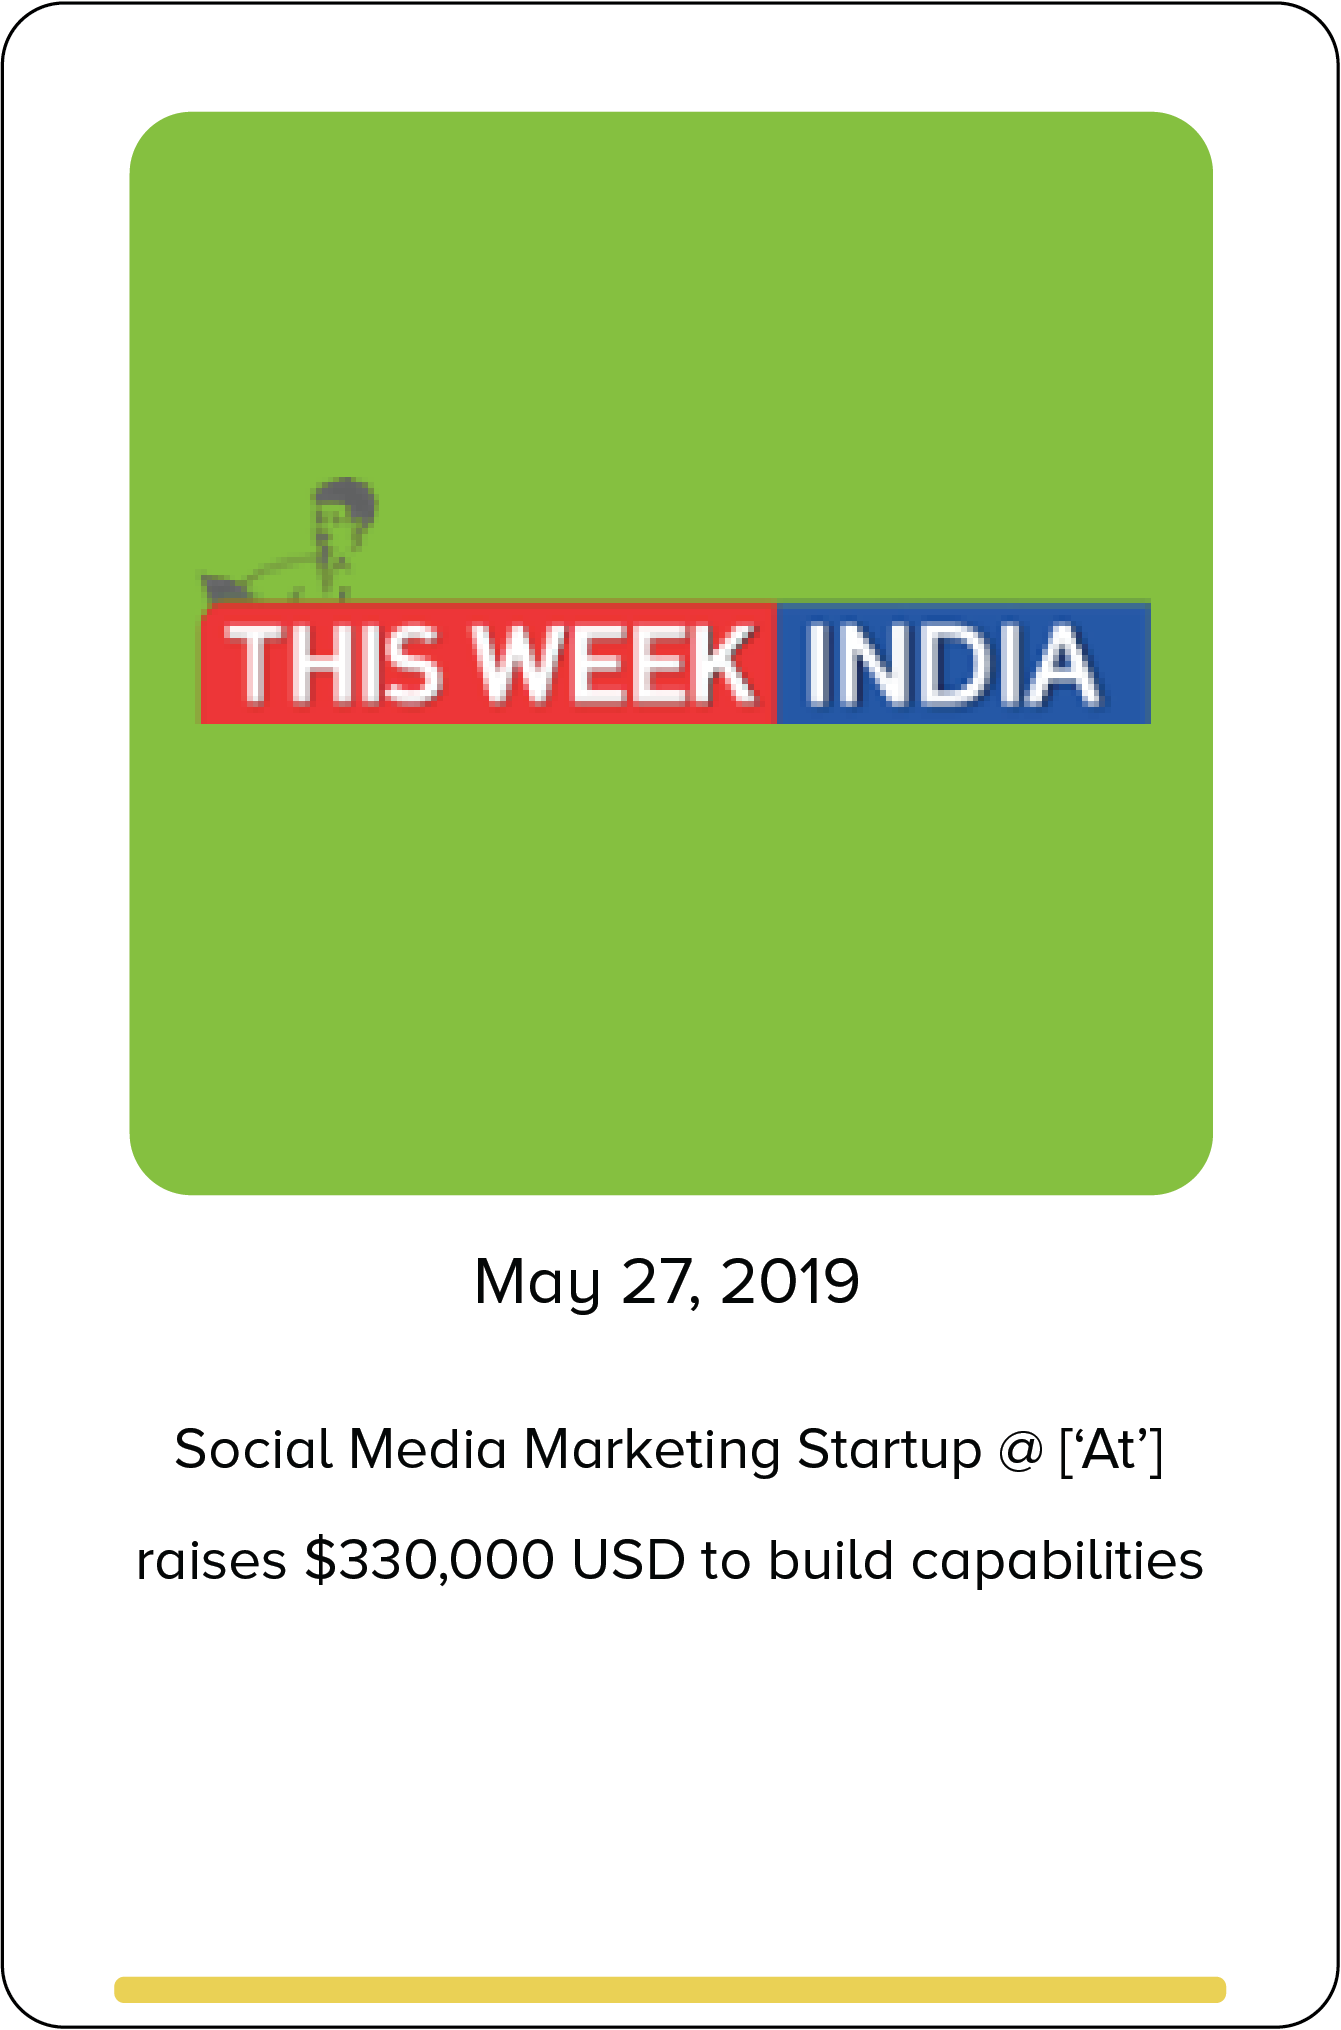 THIS WEEK INDIA
May 27, 2019
Social Media Marketing Startup @ [‘At’]
raises $330,000 USD to build capabilities